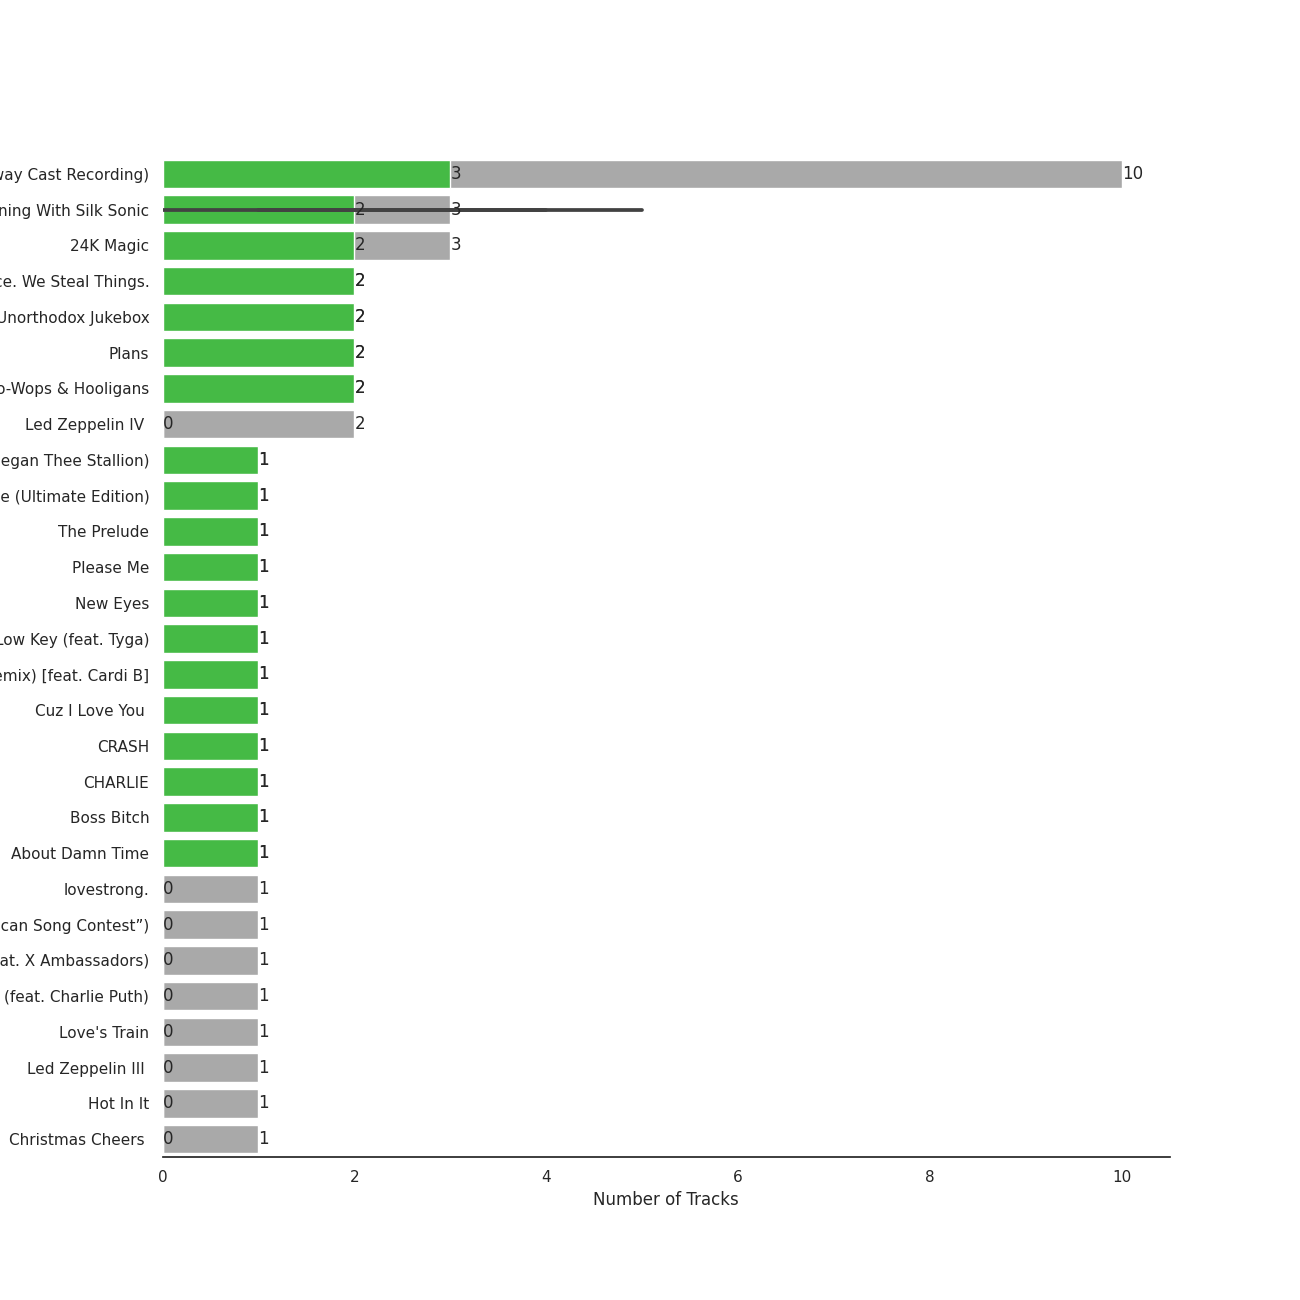 way Cast Recording) 3 10
ning With Silk Sonic 2 3
24K Magic 2 3
ce. We Steal Things. 2
Unorthodox Jukebox 2
Plans 2
o-Wops & Hooligans 2
Led Zeppelin IV 0 2
egan Thee Stallion) 1
e (Ultimate Edition) 1
The Prelude 1
Please Me 1
New Eyes 1
Low Key (feat. Tyga) 1
emix) [feat. Cardi B] 1
Cuz I Love You 1
CRASH 1
CHARLIE 1
Boss Bitch 1
About Damn Time 1
lovestrong. 0 1
can Song Contest”) 0 1
at. X Ambassadors) 0 1
(feat. Charlie Puth) 0 1
Love's Train 0 1
Led Zeppelin III 0 1
Hot In It 0 1
Christmas Cheers 0 1
0 2 4 6 8 10
Number of Tracks